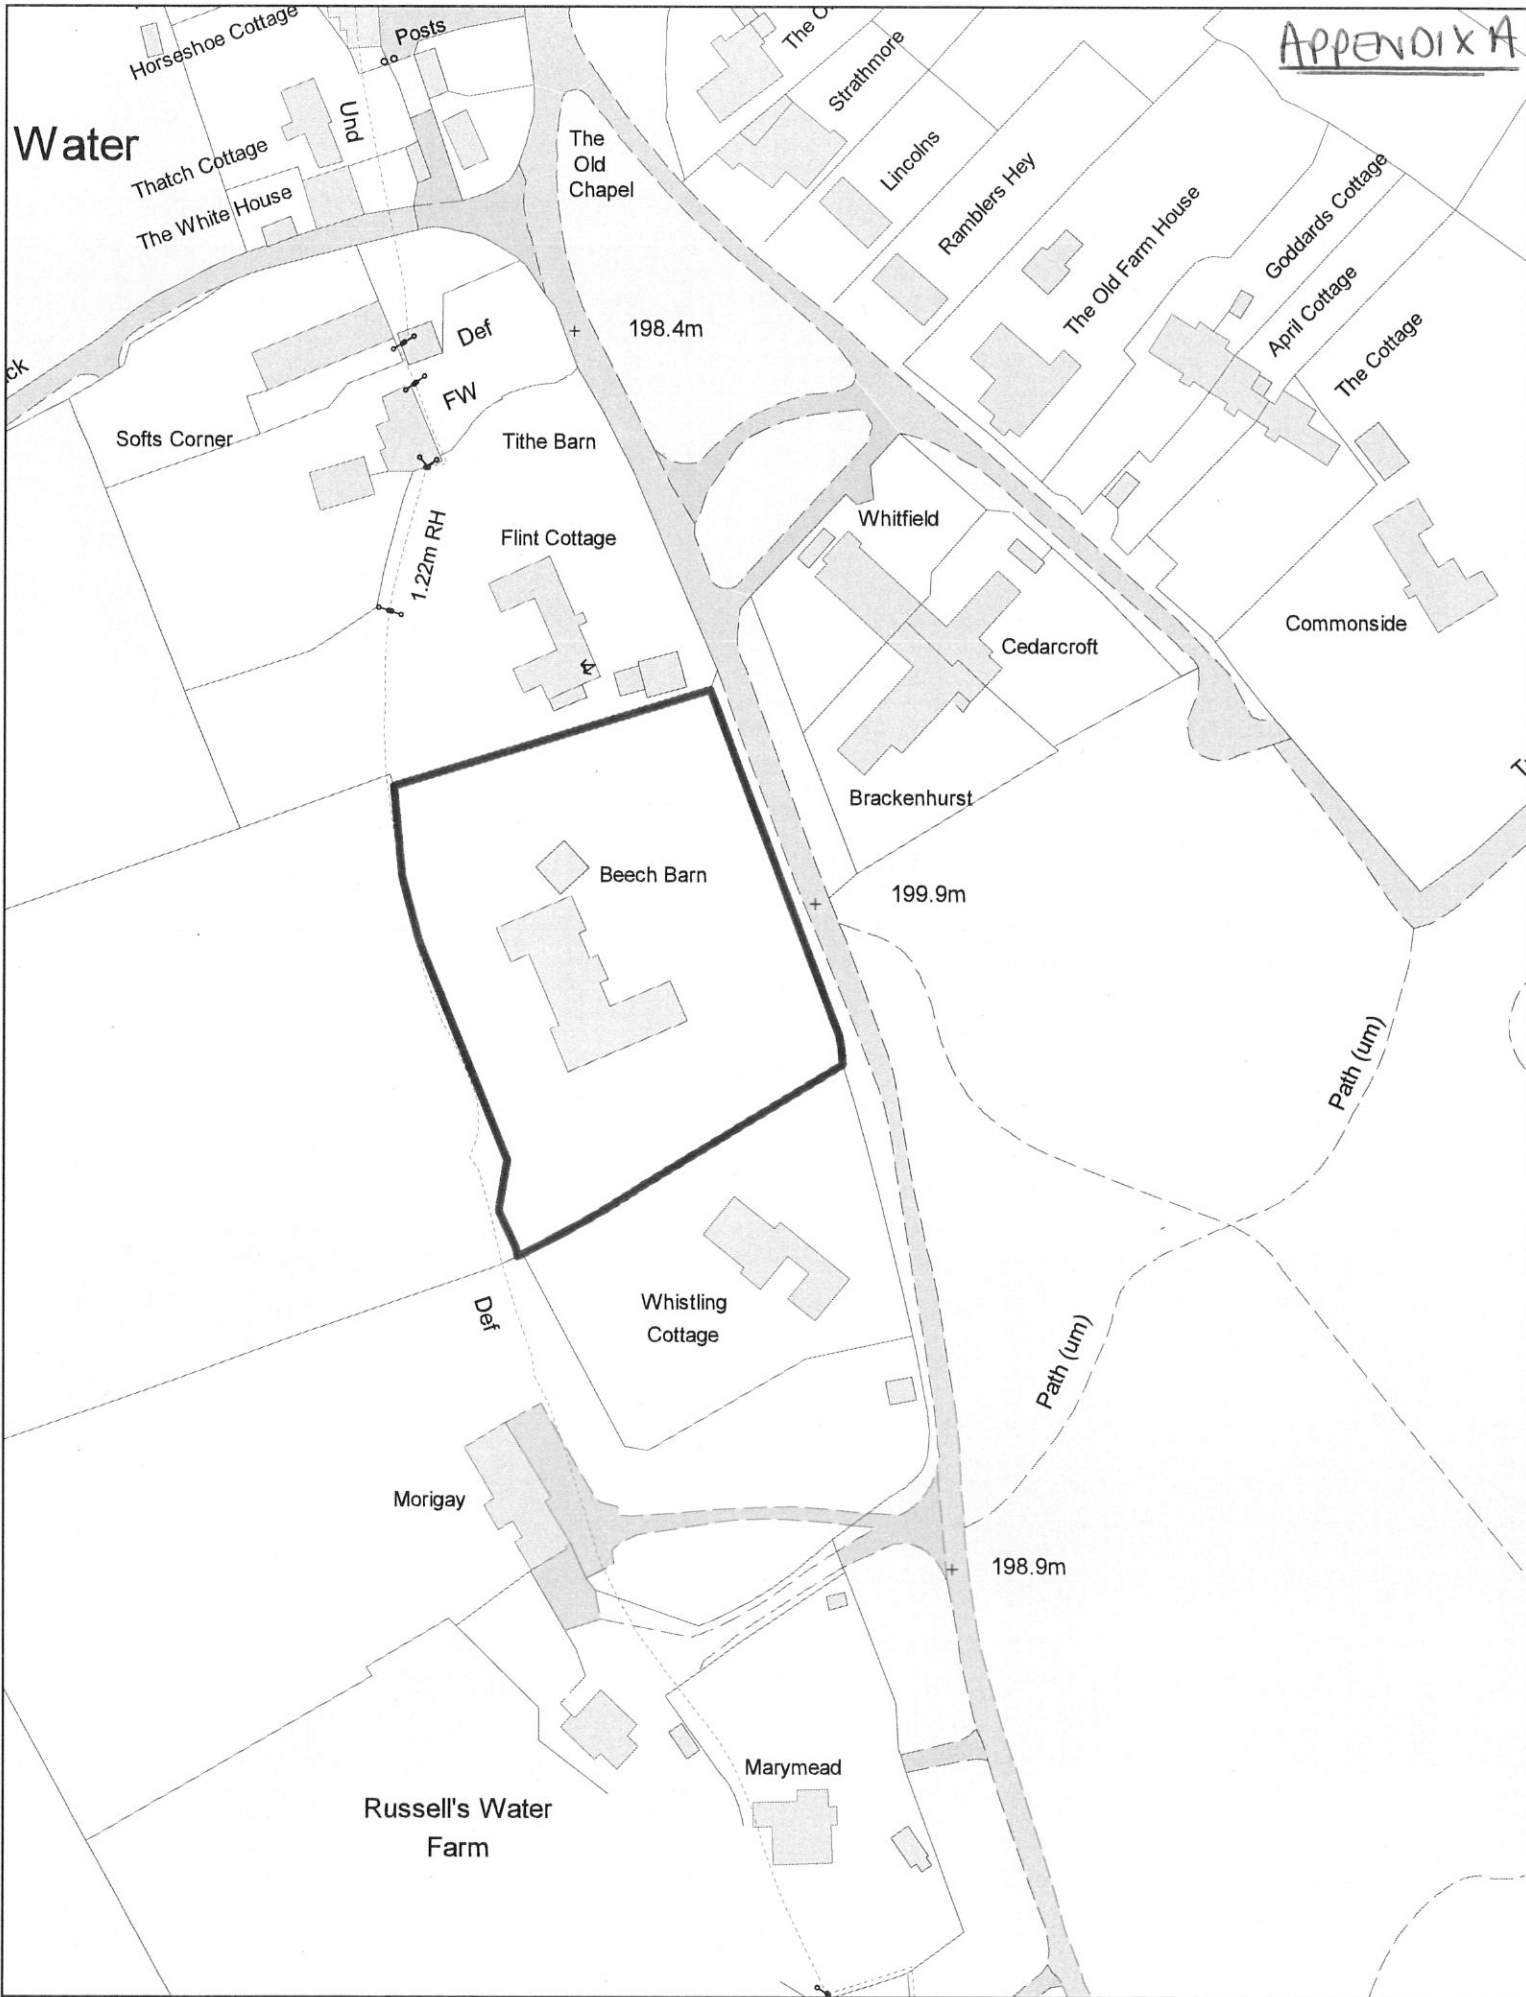 APPENDIX A
Horseshoe Cottage
Posts
Strathmore
Und
Water
The
Old
Chapel
Thatch Cottage
Lincolns
The White House
Ramblers Hey
The Old Farm House
Goddards Cottage
April Cottage
The Cottage
198.4m
Def
FW
Softs Corner
Tithe Barn
Whitfield
Flint Cottage
1.22m RH
Commonside
Cedarcroft
Brackenhurst
Beech Barn
199.9m
Path (um)
Whistling
Cottage
Def
Path (um)
Morigay
198.9m
Marymead
Russell's Water
Farm